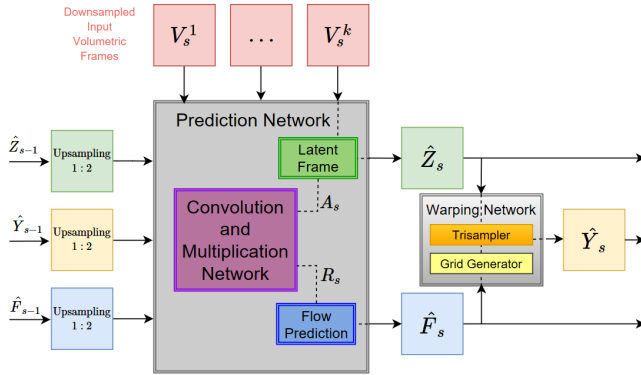 Downsampled
Input
Volumetric
Frames
V_s^1
...
V_s^k
Prediction Network
Ẑ_{s−1}
Upsampling
1 : 2
Latent
Frame
Ẑ_s
A_s
Convolution
and
Multiplication
Network
Ŷ_{s−1}
Upsampling
1 : 2
Warping Network
Trisampler
Grid Generator
Ŷ_s
R_s
F̂_{s−1}
Upsampling
1 : 2
Flow
Prediction
F̂_s